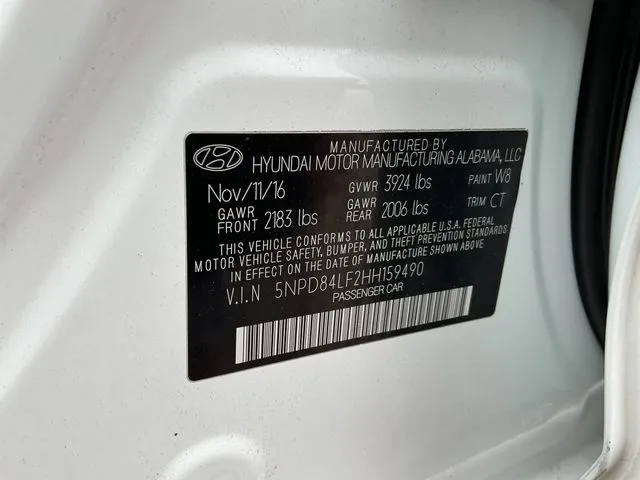 MANUFACTURED BY
HYUNDAI MOTOR MANUFACTURING ALABAMA, LLC
Nov/11/16 GVWR 3924 lbs PAINT W8
GAWR FRONT 2183 lbs GAWR REAR 2006 lbs TRIM CT
THIS VEHICLE CONFORMS TO ALL APPLICABLE U.S.A. FEDERAL
MOTOR VEHICLE SAFETY, BUMPER, AND THEFT PREVENTION STANDARDS
IN EFFECT ON THE DATE OF MANUFACTURE SHOWN ABOVE.
V.I.N 5NPD84LF2HH159490
PASSENGER CAR